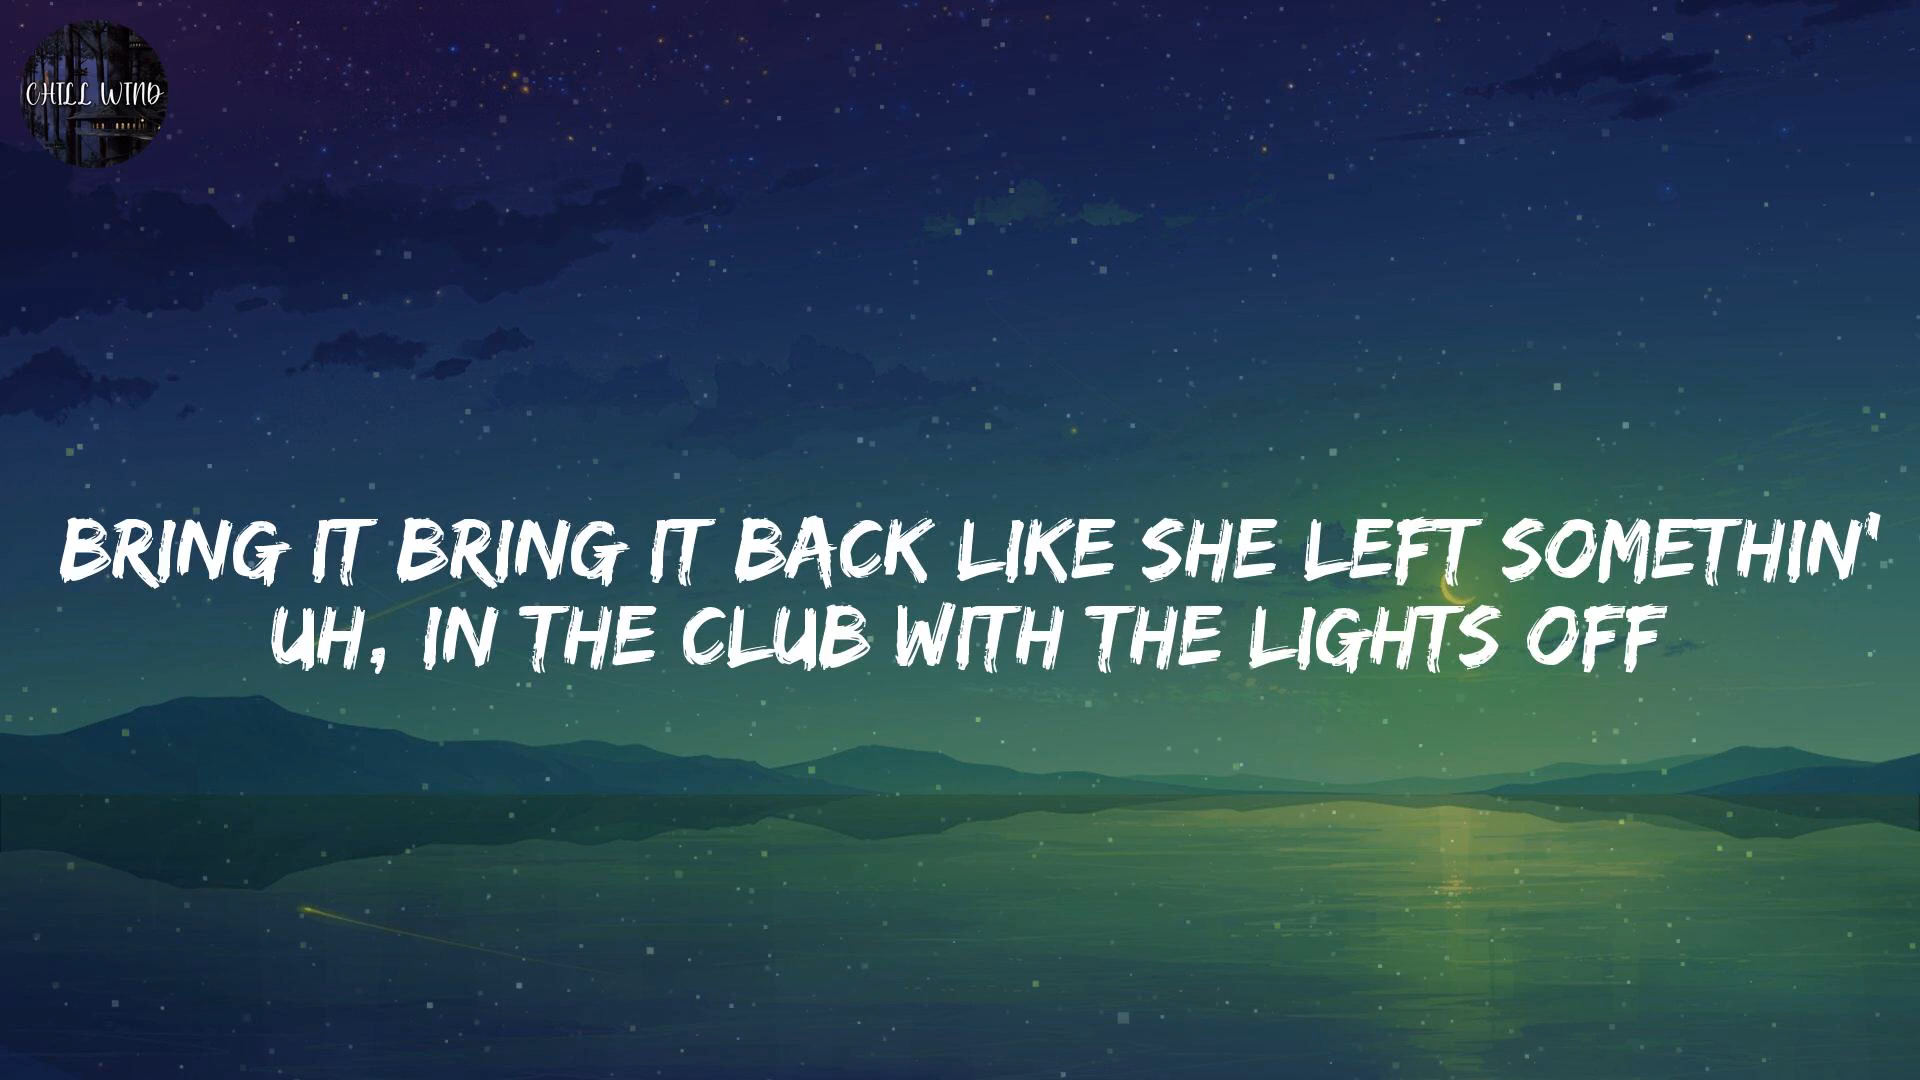 CHILL WIND
BRING IT BRING IT BACK LIKE SHE LEFT SOMETHIN'
UH, IN THE CLUB WITH THE LIGHTS OFF